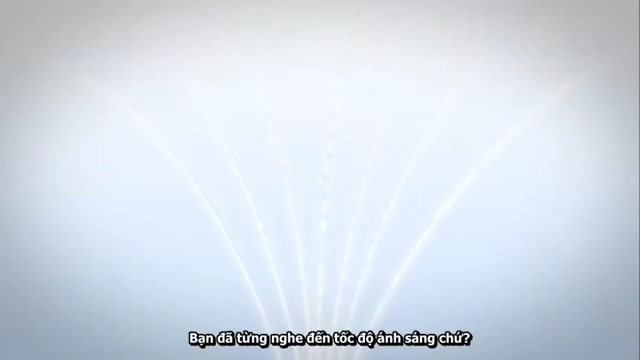 Bạn đã từng nghe đến tốc độ ánh sáng chứ?